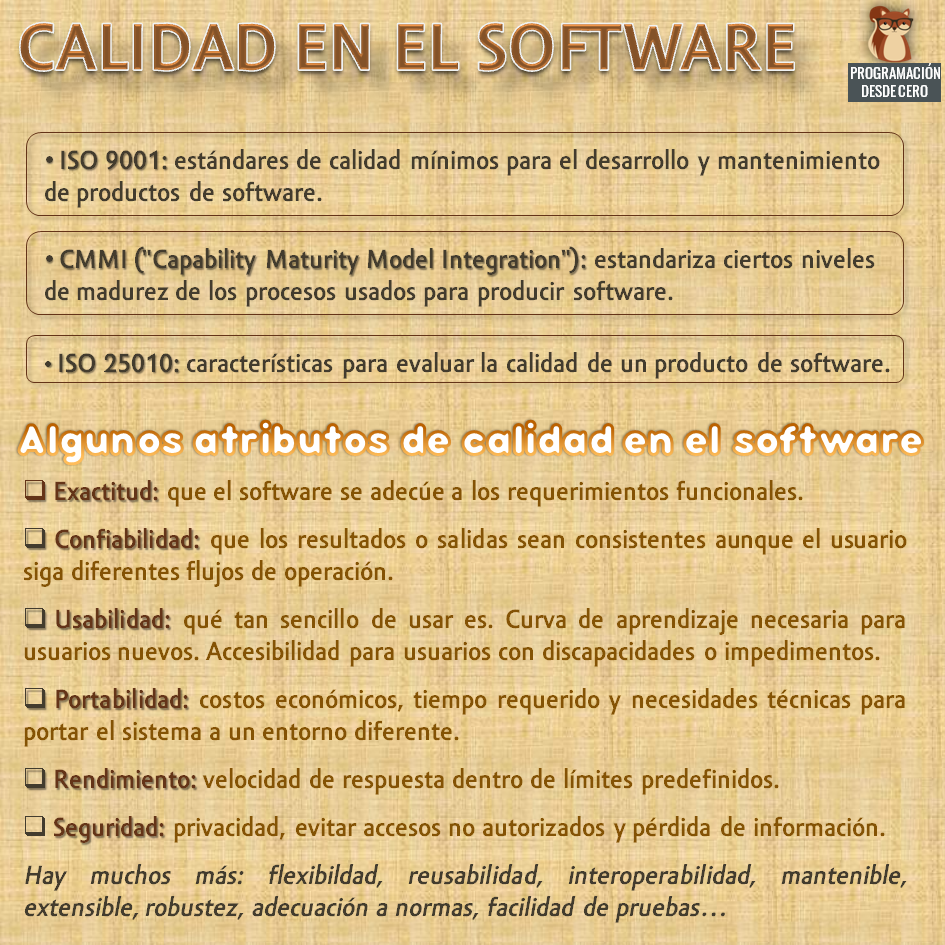 CALIDAD EN EL SOFTWARE
PROGRAMACIÓN
DESDE CERO
• ISO 9001: estándares de calidad mínimos para el desarrollo y mantenimiento
de productos de software.
• CMMI ("Capability Maturity Model Integration"): estandariza ciertos niveles
de madurez de los procesos usados para producir software.
• ISO 25010: características para evaluar la calidad de un producto de software.
Algunos atributos de calidad en el software
❑ Exactitud: que el software se adecúe a los requerimientos funcionales.
❑ Confiabilidad: que los resultados o salidas sean consistentes aunque el usuario
siga diferentes flujos de operación.
❑ Usabilidad: qué tan sencillo de usar es. Curva de aprendizaje necesaria para
usuarios nuevos. Accesibilidad para usuarios con discapacidades o impedimentos.
❑ Portabilidad: costos económicos, tiempo requerido y necesidades técnicas para
portar el sistema a un entorno diferente.
❑ Rendimiento: velocidad de respuesta dentro de límites predefinidos.
❑ Seguridad: privacidad, evitar accesos no autorizados y pérdida de información.
Hay muchos más: flexibildad, reusabilidad, interoperabilidad, mantenible,
extensible, robustez, adecuación a normas, facilidad de pruebas…